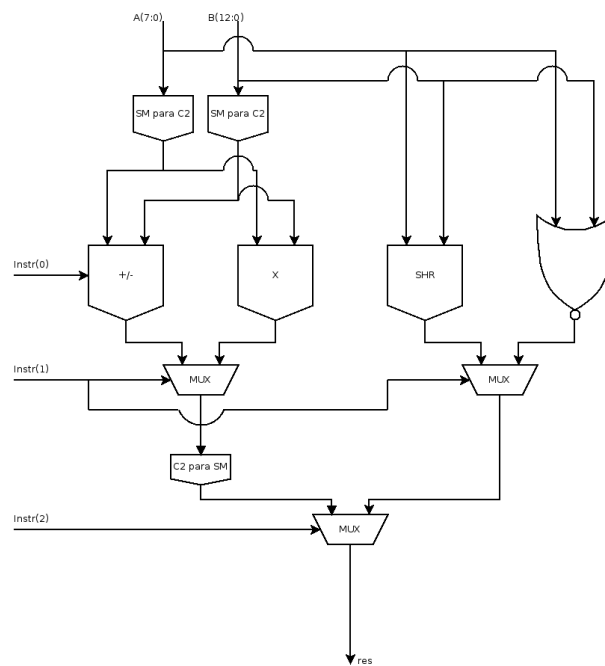 A(7:0) B(12:0)
SM para C2 SM para C2
Instr(0) +/- X SHR
Instr(1) MUX MUX
C2 para SM
Instr(2) MUX
res